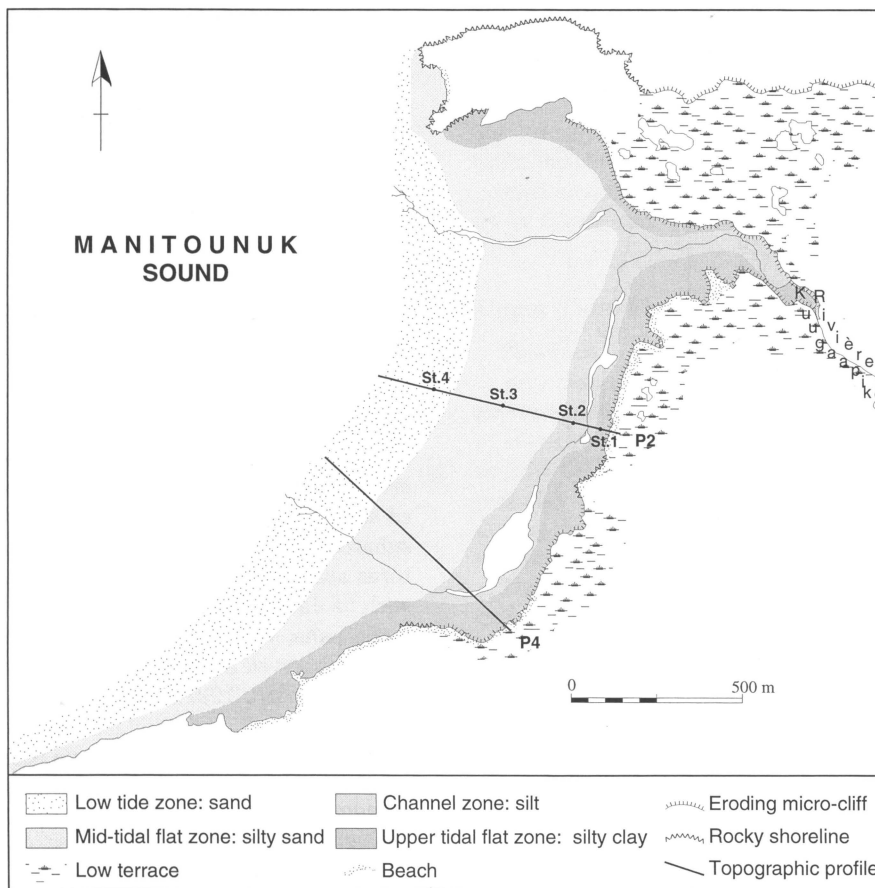 MANITOUNUK
SOUND
St.4
St.3
St.2
St.1
P2
P4
Rivière
Kuugaapik
0 500 m
Low tide zone: sand
Mid-tidal flat zone: silty sand
Low terrace
Channel zone: silt
Upper tidal flat zone: silty clay
Beach
Eroding micro-cliff
Rocky shoreline
Topographic profile